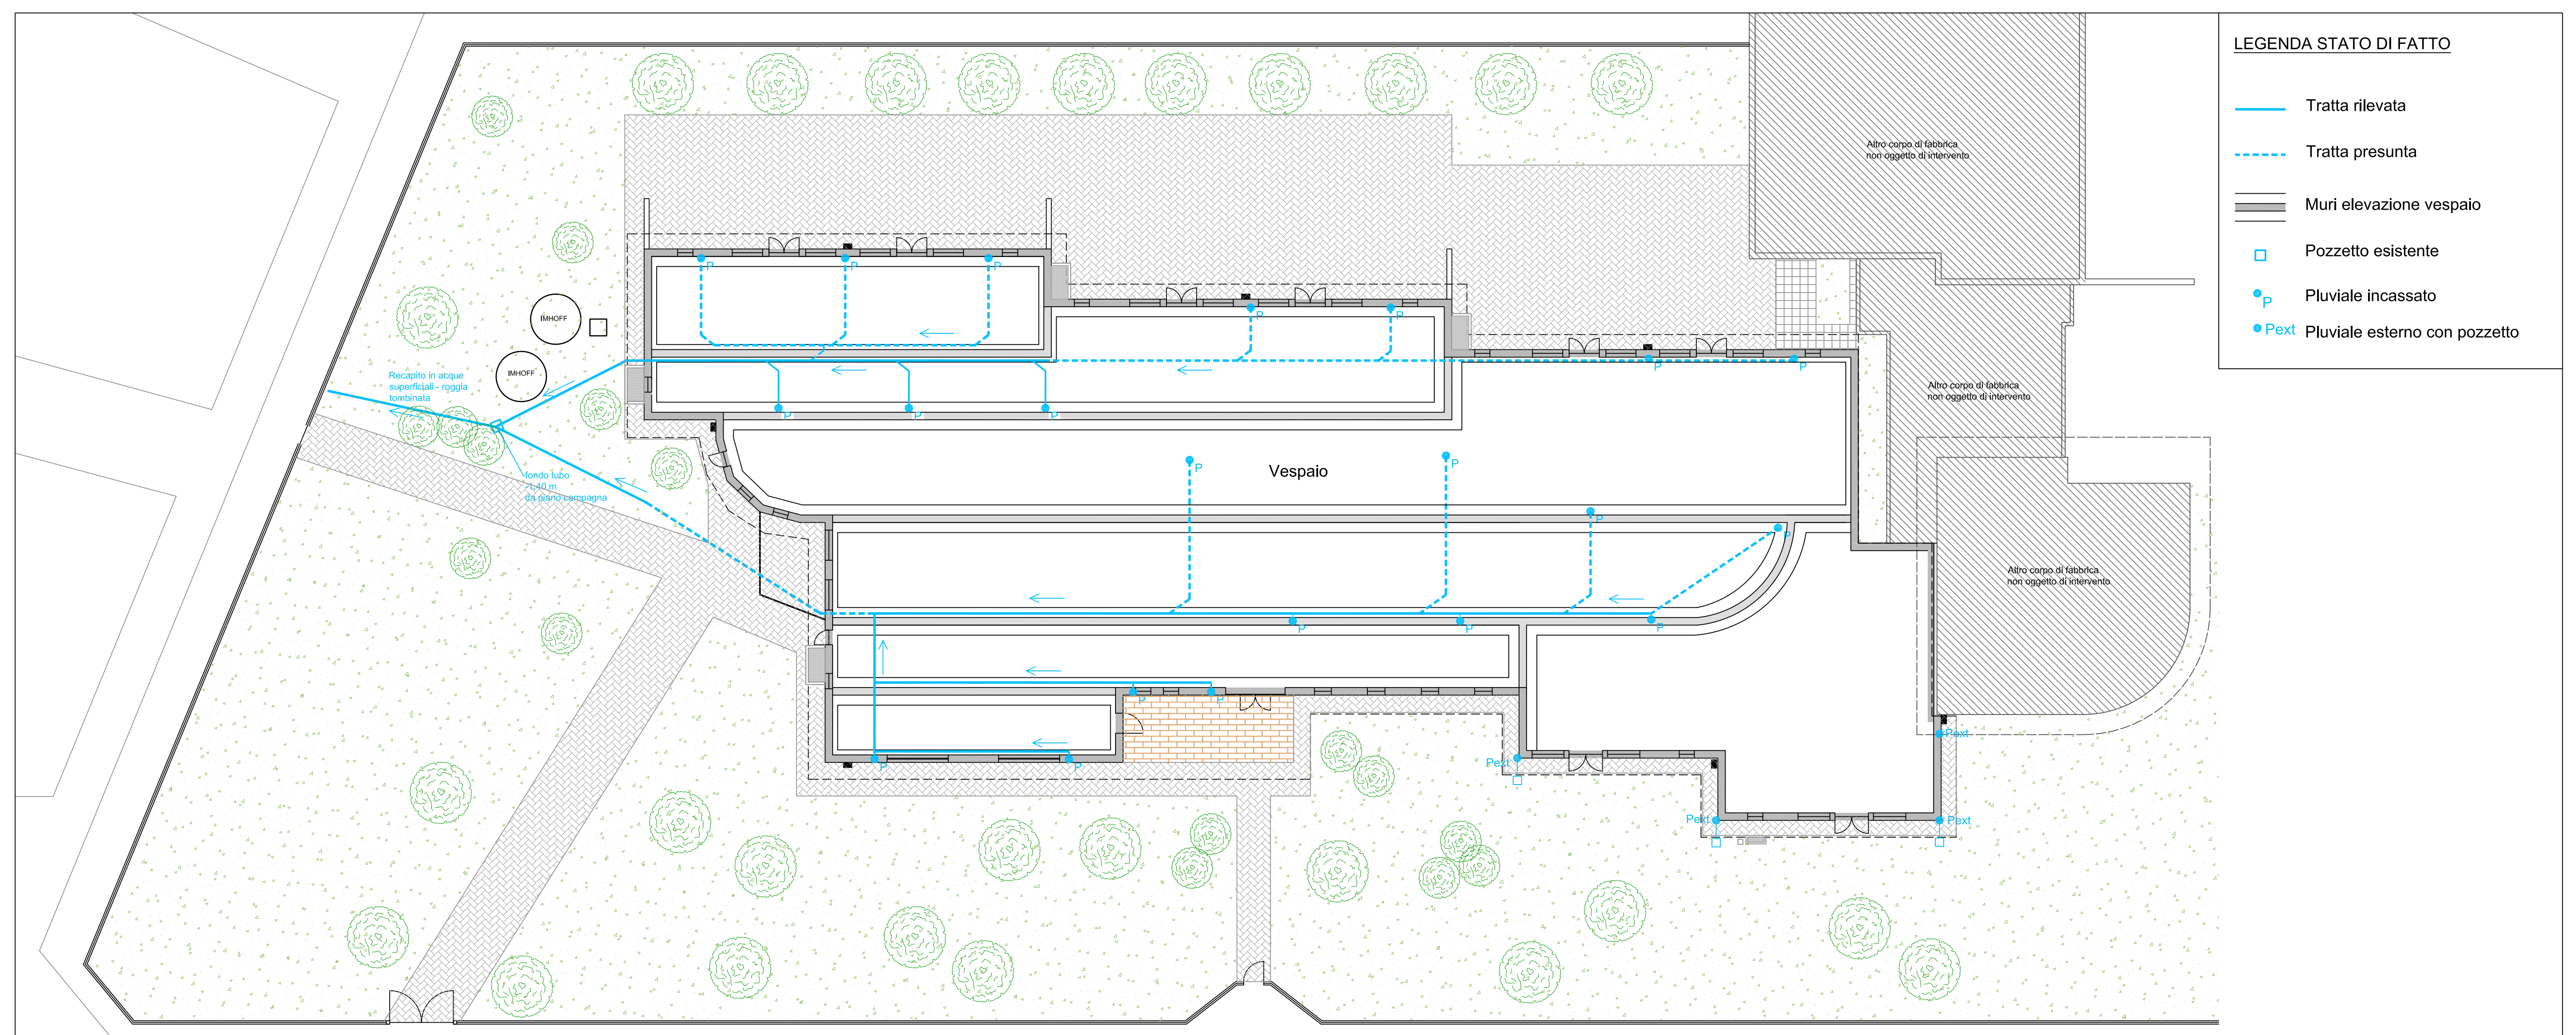 LEGENDA STATO DI FATTO
Tratta rilevata
Tratta presunta
Muri elevazione vespaio
Pozzetto esistente
P
Pluviale incassato
Pext
Pluviale esterno con pozzetto
Altro corpo di fabbrica
non oggetto di intervento
P
P
P
IMHOFF
P
P
IMHOFF
P
P
Recapito in acque
superficiali - roggia
tombinata
Altro corpo di fabbrica
non oggetto di intervento
P
P
P
P
P
Vespaio
fondo tubo
-1,40 m
da piano campagna
P
P
Altro corpo di fabbrica
non oggetto di intervento
P
P
P
P
P
Pext
Pext
P
P
Pext
Pext